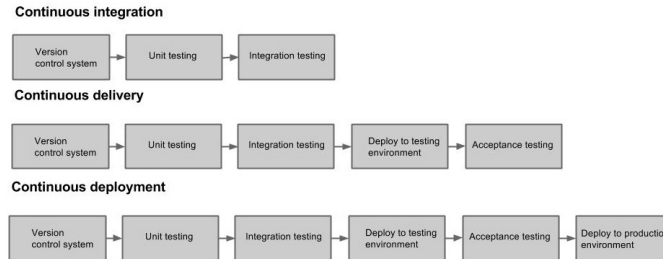 Continuous integration
Version
control system
Unit testing
Integration testing
Continuous delivery
Version
control system
Unit testing
Integration testing
Deploy to testing
environment
Acceptance testing
Continuous deployment
Version
control system
Unit testing
Integration testing
Deploy to testing
environment
Acceptance testing
Deploy to productio
environment